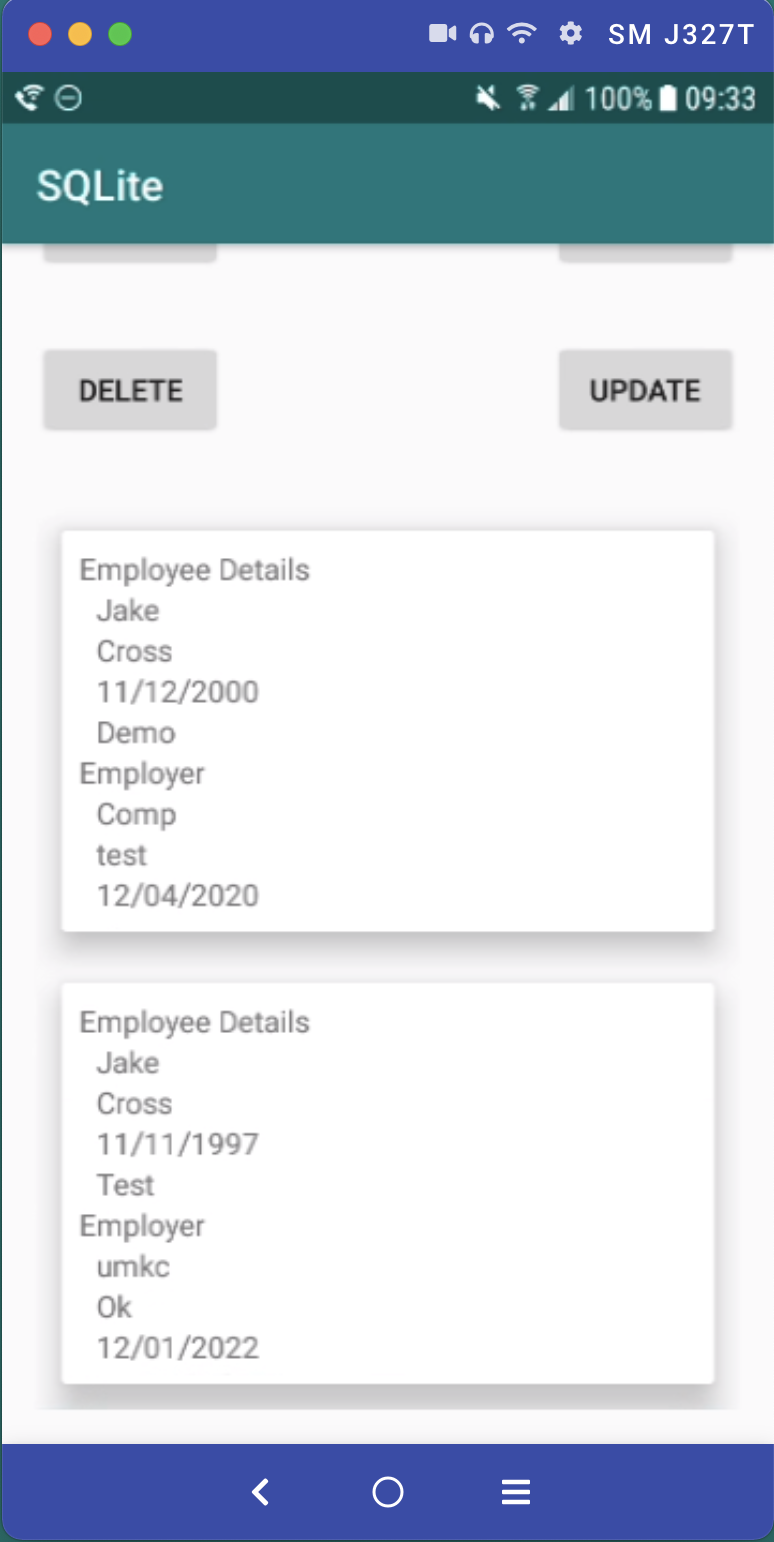 SM J327T
100% 09:33
SQLite
DELETE UPDATE
Employee Details
Jake
Cross
11/12/2000
Demo
Employer
Comp
test
12/04/2020
Employee Details
Jake
Cross
11/11/1997
Test
Employer
umkc
Ok
12/01/2022